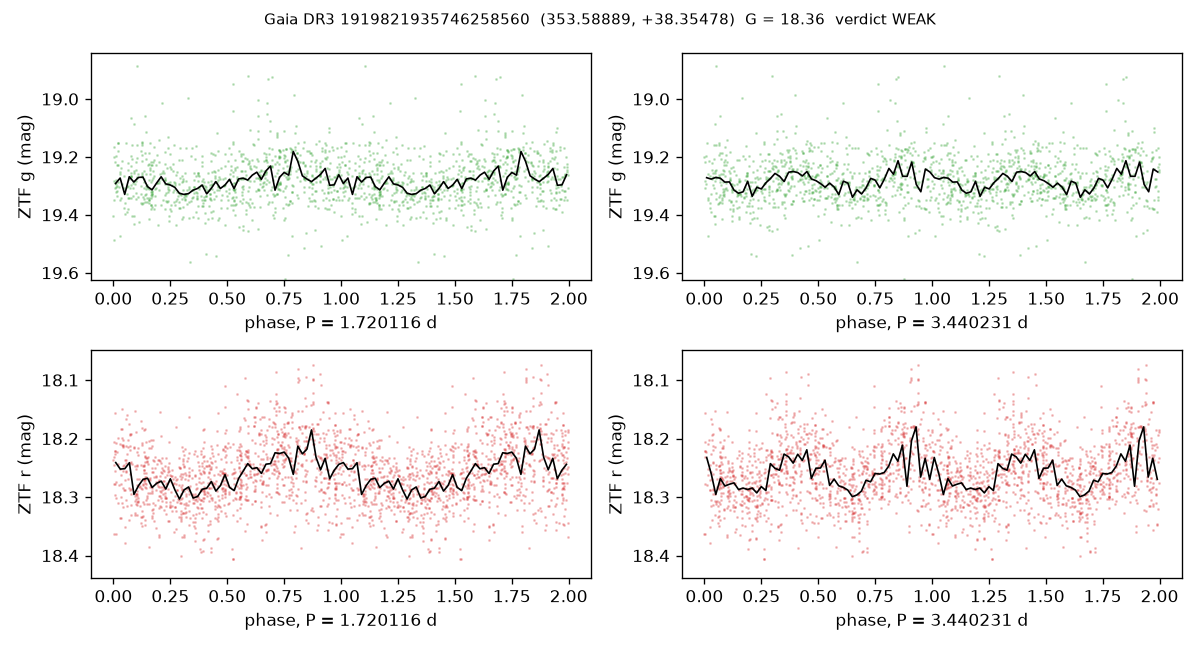 Gaia DR3 1919821935746258560 (353.58889, +38.35478) G = 18.36 verdict WEAK
ZTF g (mag)
19.0
19.2
19.4
19.6
0.00 0.25 0.50 0.75 1.00 1.25 1.50 1.75 2.00
phase, P = 1.720116 d
ZTF g (mag)
19.0
19.2
19.4
19.6
0.00 0.25 0.50 0.75 1.00 1.25 1.50 1.75 2.00
phase, P = 3.440231 d
ZTF r (mag)
18.1
18.2
18.3
18.4
0.00 0.25 0.50 0.75 1.00 1.25 1.50 1.75 2.00
phase, P = 1.720116 d
ZTF r (mag)
18.1
18.2
18.3
18.4
0.00 0.25 0.50 0.75 1.00 1.25 1.50 1.75 2.00
phase, P = 3.440231 d